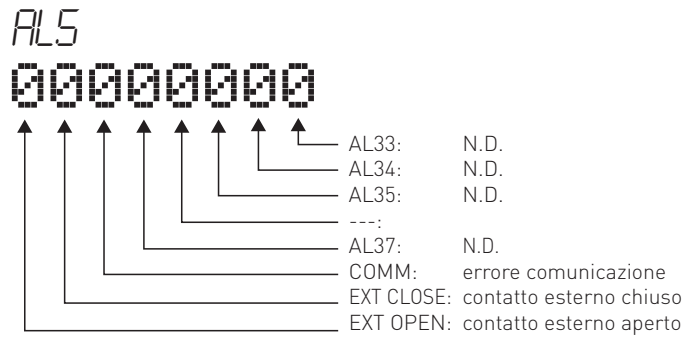 AL5
00000000
AL33: N.D.
AL34: N.D.
AL35: N.D.
---:
AL37: N.D.
COMM: errore comunicazione
EXT CLOSE: contatto esterno chiuso
EXT OPEN: contatto esterno aperto